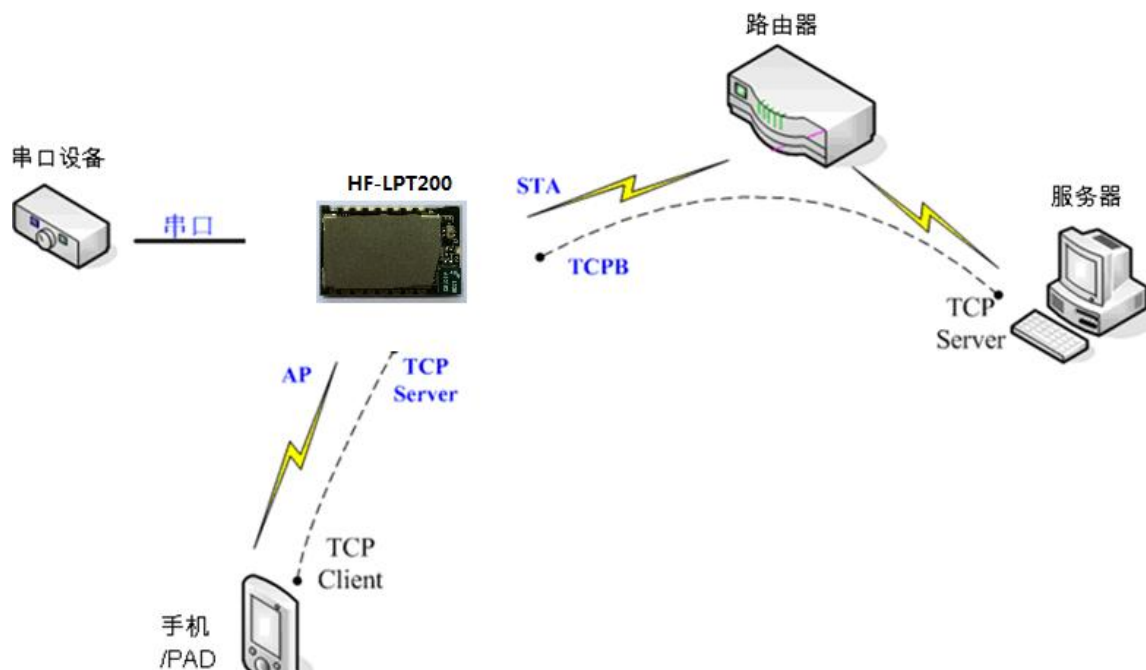 路由器
串口设备
HF-LPT200
STA
服务器
串口
TCPB
TCP
Server
AP
TCP
Server
TCP
Client
手机
/PAD